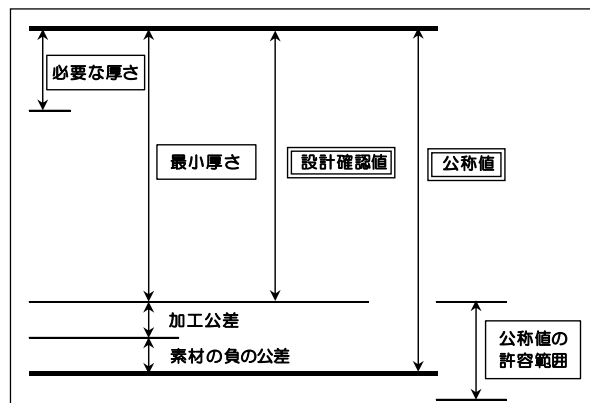 必要な厚さ
最小厚さ
設計確認値
公称値
加工公差
素材の負の公差
公称値の
許容範囲